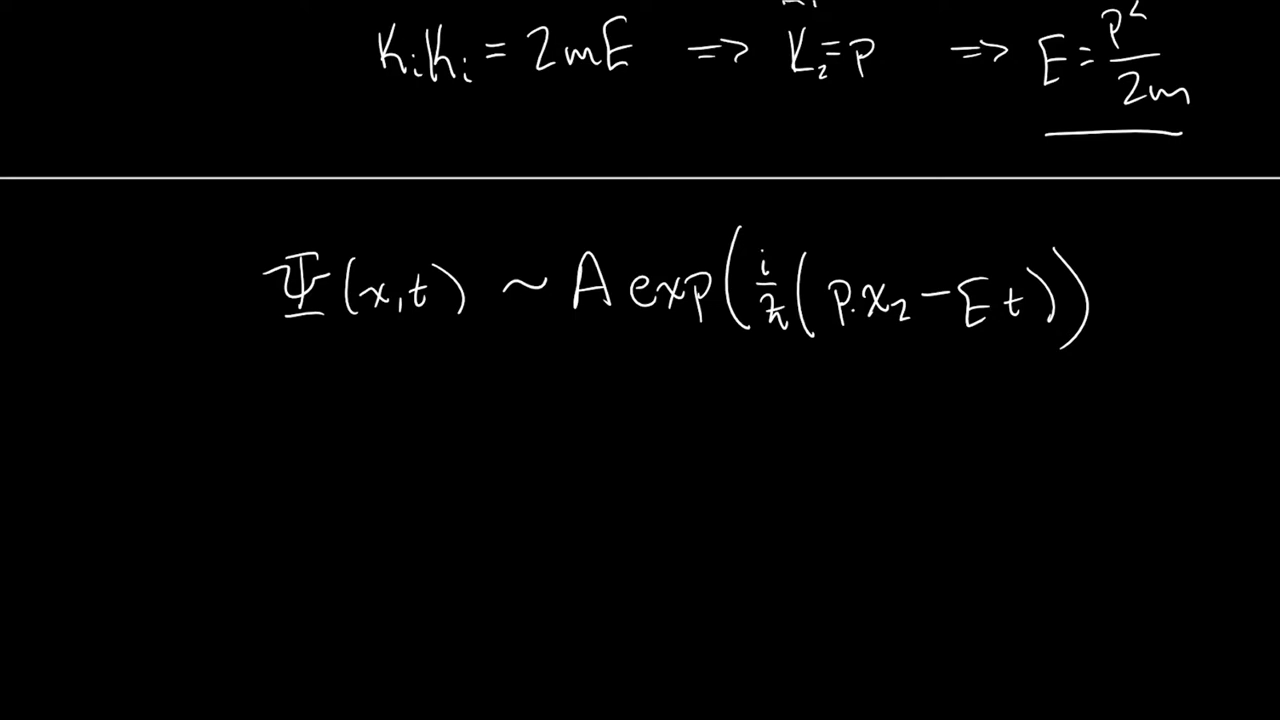 KᵢKᵢ = 2mE => K₂ = p => E = p²/2m
Ψ(x,t) ~ A exp(i/ħ(p·x₂ − Et))